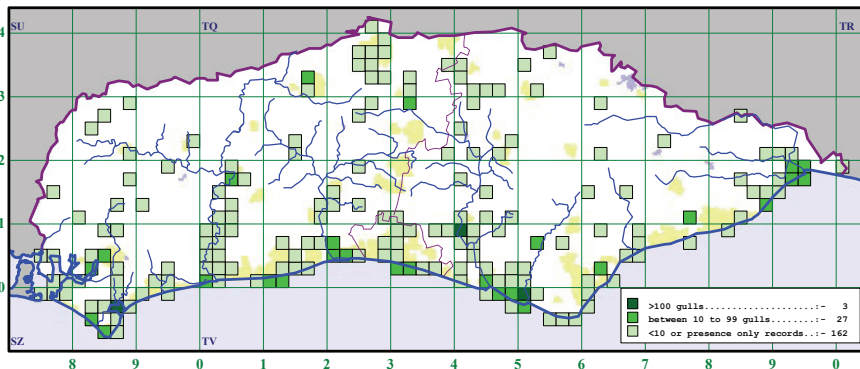 SU TQ TR
4
3
2
1
0
>100 gulls....................:- 3
between 10 to 99 gulls........:- 27
<10 or presence only records..:- 162
SZ TV
8 9 0 1 2 3 4 5 6 7 8 9 0